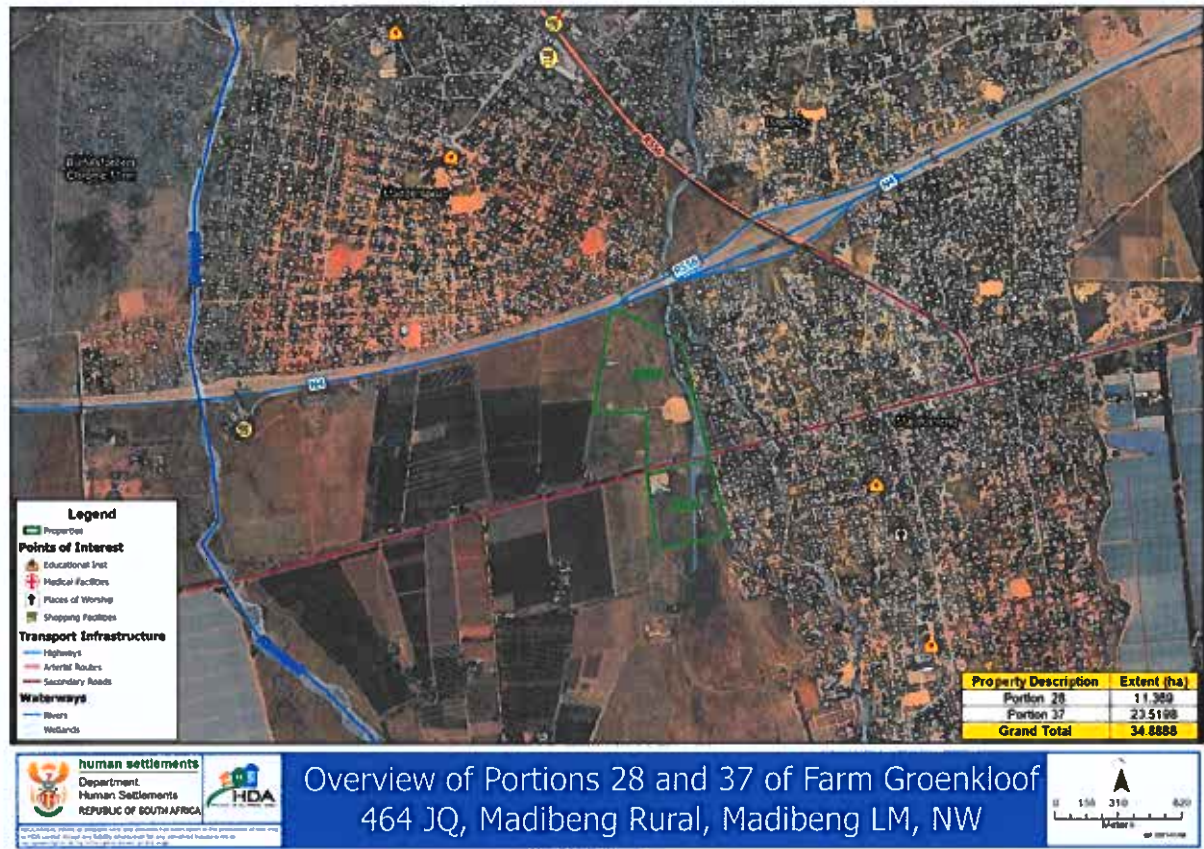 R556
N4
R556
N4
Legend
Properties
Points of Interest
Educational Inst
Medical Facilities
Places of Worship
Shopping Facilities
Transport Infrastructure
Highways
Arterial Routes
Secondary Roads
Waterways
Rivers
Wetlands
Property Description Extent (ha)
Portion 28 11.369
Portion 37 23.5198
Grand Total 34.8888
human settlements
Department
Human Settlements
REPUBLIC OF SOUTH AFRICA
HDA
Overview of Portions 28 and 37 of Farm Groenkloof
464 JQ, Madibeng Rural, Madibeng LM, NW
0 155 310 620
Meters